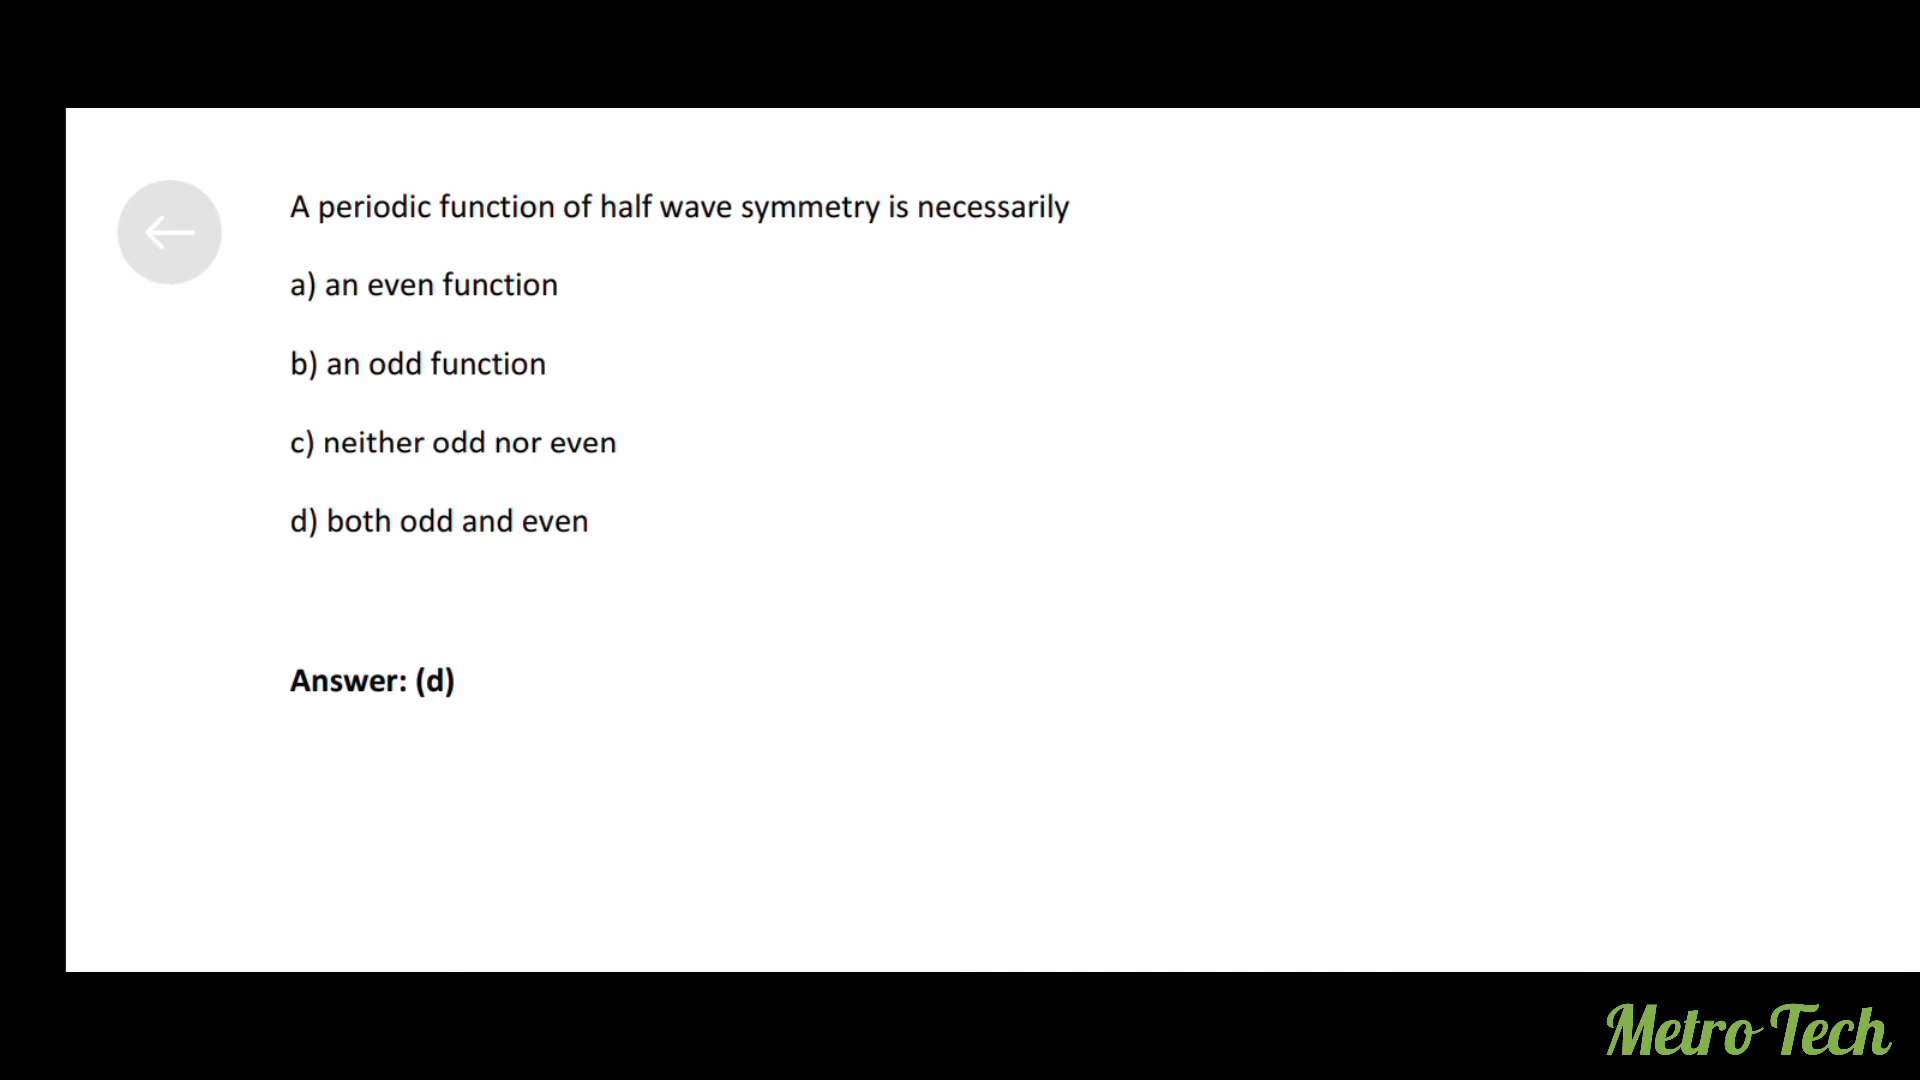 A periodic function of half wave symmetry is necessarily
a) an even function
b) an odd function
c) neither odd nor even
d) both odd and even
Answer: (d)
Metro Tech